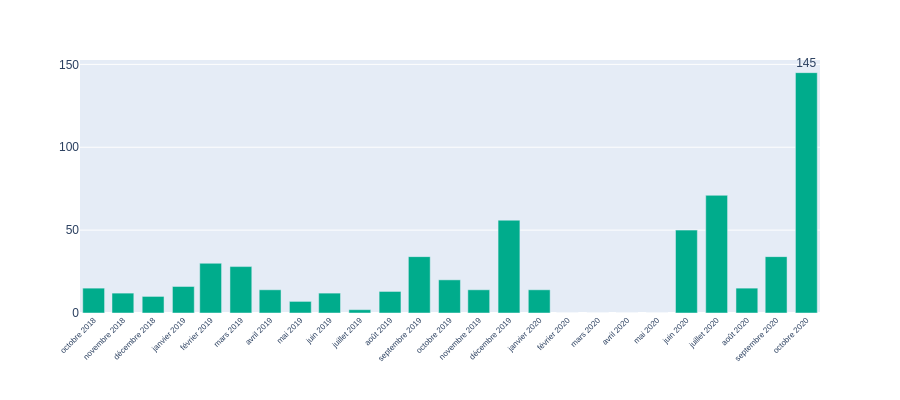 145
150
100
50
0
octobre 2018
novembre 2018
décembre 2018
janvier 2019
février 2019
mars 2019
avril 2019
mai 2019
juin 2019
juillet 2019
août 2019
septembre 2019
octobre 2019
novembre 2019
décembre 2019
janvier 2020
février 2020
mars 2020
avril 2020
mai 2020
juin 2020
juillet 2020
août 2020
septembre 2020
octobre 2020